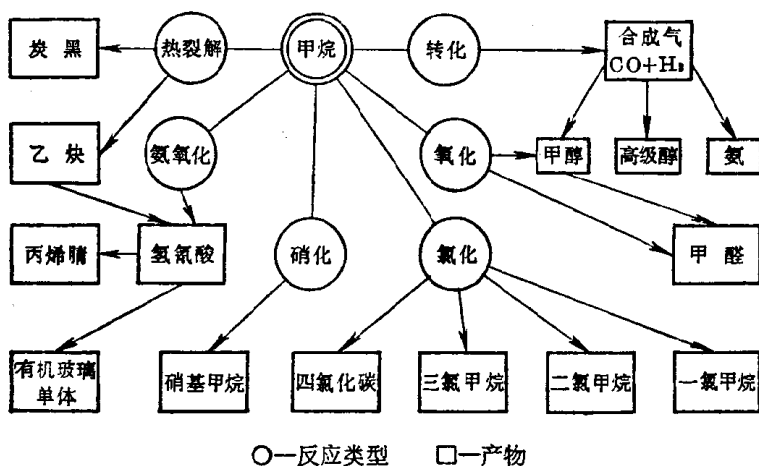 炭黑
热裂解
甲烷
转化
合成气
CO+H₂
乙炔
氨氧化
氧化
甲醇
高级醇
氨
丙烯腈
氢氰酸
硝化
氯化
甲醛
有机玻璃
单体
硝基甲烷
四氯化碳
三氯甲烷
二氯甲烷
一氯甲烷
○—反应类型 □—产物